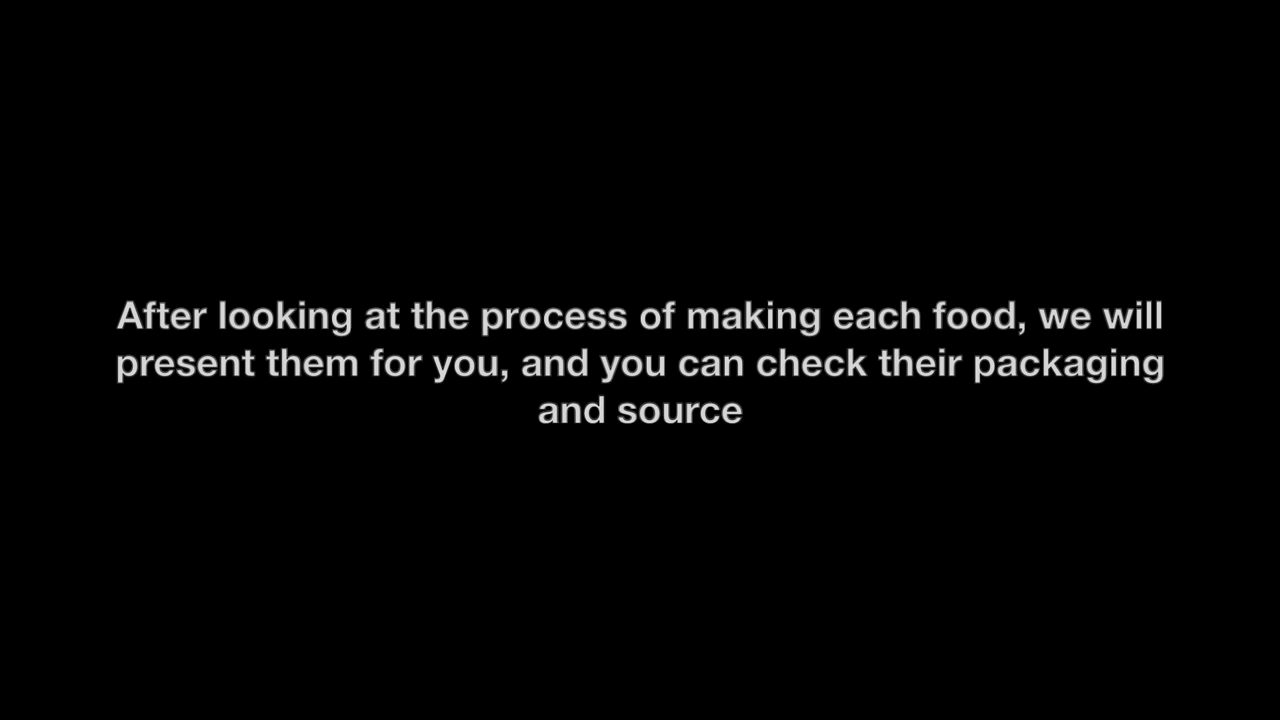 After looking at the process of making each food, we will
present them for you, and you can check their packaging
and source